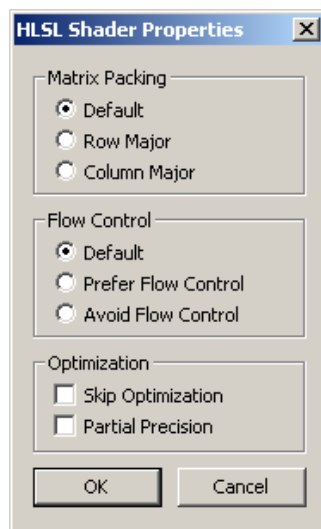 HLSL Shader Properties
Matrix Packing
Default
Row Major
Column Major
Flow Control
Default
Prefer Flow Control
Avoid Flow Control
Optimization
Skip Optimization
Partial Precision
OK Cancel